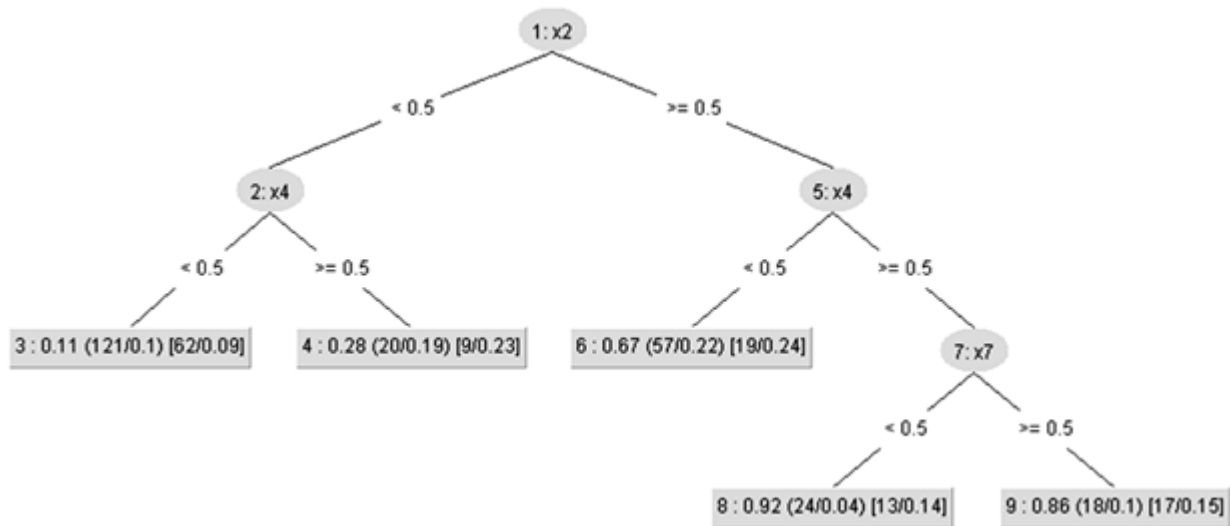 1: x2
< 0.5
>= 0.5
2: x4
5: x4
< 0.5
>= 0.5
< 0.5
>= 0.5
3 : 0.11 (121/0.1) [62/0.09]
4 : 0.28 (20/0.19) [9/0.23]
6 : 0.67 (57/0.22) [19/0.24]
7: x7
< 0.5
>= 0.5
8 : 0.92 (24/0.04) [13/0.14]
9 : 0.86 (18/0.1) [17/0.15]